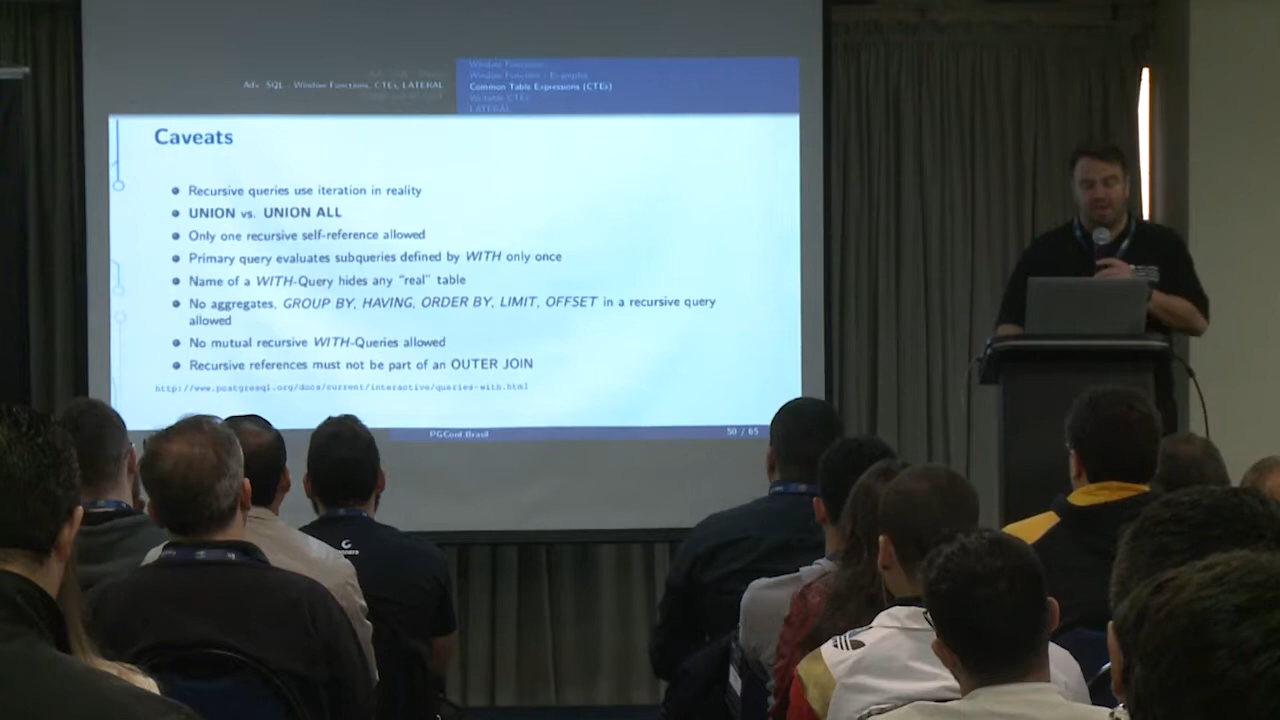 Window Functions
Window Function - Examples
Adv. SQL - Window Functions, CTEs, LATERAL
Common Table Expressions (CTEs)
Writable CTEs
LATERAL
Caveats
Recursive queries use iteration in reality
UNION vs. UNION ALL
Only one recursive self-reference allowed
Primary query evaluates subqueries defined by WITH only once
Name of a WITH-Query hides any "real" table
No aggregates, GROUP BY, HAVING, ORDER BY, LIMIT, OFFSET in a recursive query
allowed
No mutual recursive WITH-Queries allowed
Recursive references must not be part of an OUTER JOIN
http://www.postgresql.org/docs/current/interactive/queries-with.html
PGConf.Brasil
50 / 65